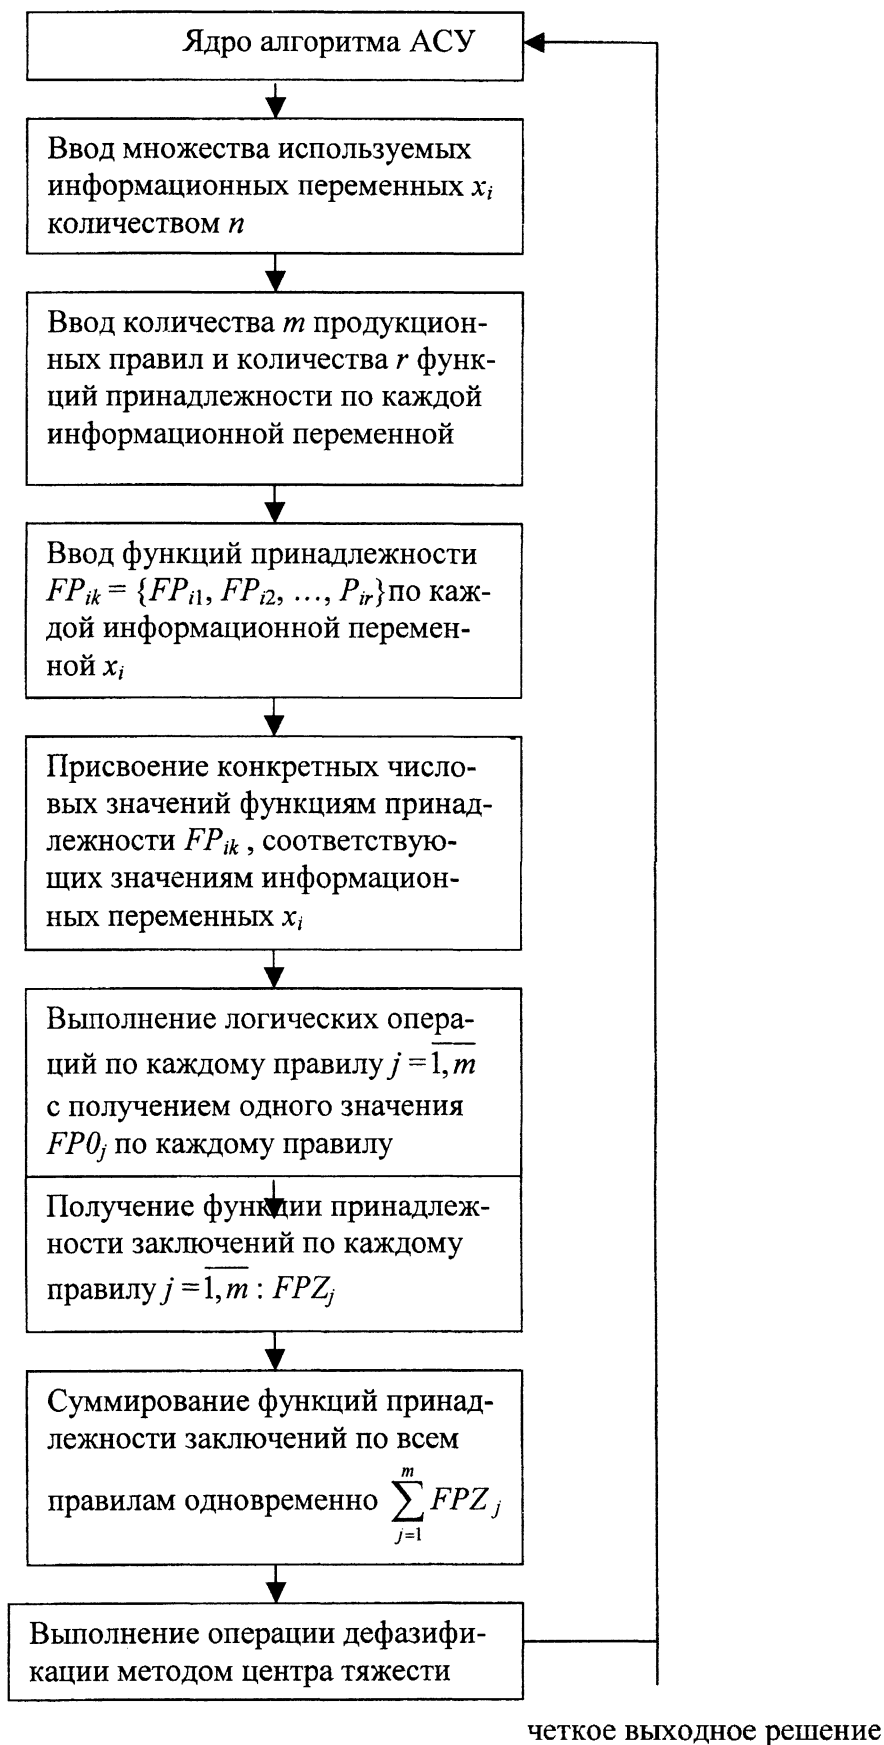 Ядро алгоритма АСУ
Ввод множества используемых
информационных переменных xᵢ
количеством n
Ввод количества m продукцион-
ных правил и количества r функ-
ций принадлежности по каждой
информационной переменной
Ввод функций принадлежности
FPᵢₖ = {FPᵢ₁, FPᵢ₂, ..., Pᵢᵣ}по каж-
дой информационной перемен-
ной xᵢ
Присвоение конкретных число-
вых значений функциям принад-
лежности FPᵢₖ , соответствую-
щих значениям информацион-
ных переменных xᵢ
Выполнение логических опера-
ций по каждому правилу j = \overline{1, m}
с получением одного значения
FP0ⱼ по каждому правилу
Получение функции принадлеж-
ности заключений по каждому
правилу j = \overline{1, m} : FPZⱼ
Суммирование функций принад-
лежности заключений по всем
правилам одновременно \sum_{j=1}^{m} FPZⱼ
Выполнение операции дефазифи-
кации методом центра тяжести
четкое выходное решение